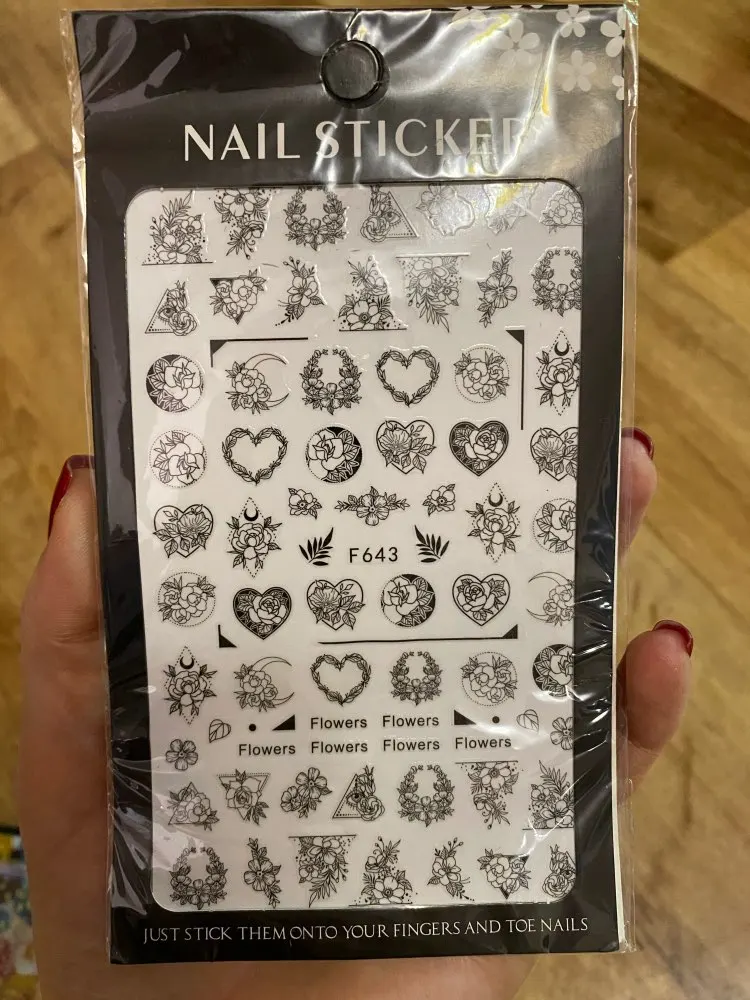 NAIL STICKER
F643
Flowers Flowers
Flowers Flowers Flowers Flowers
JUST STICK THEM ONTO YOUR FINGERS AND TOE NAILS